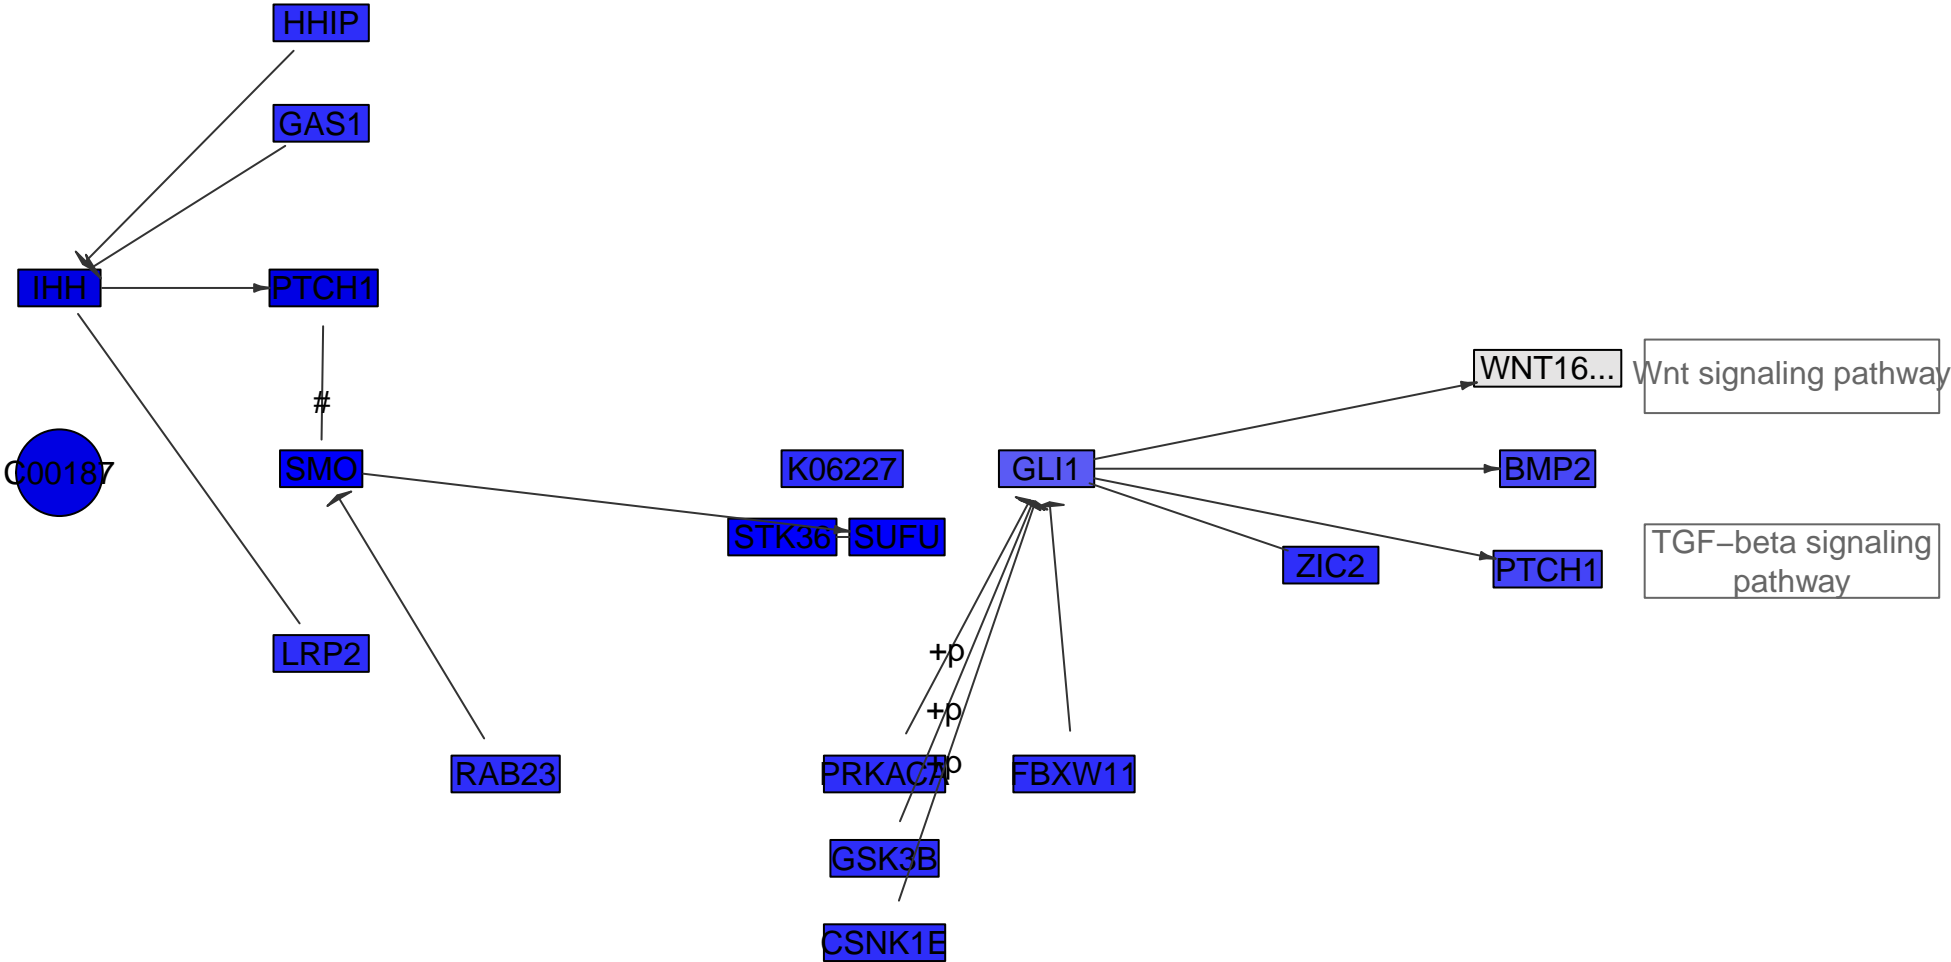 HHIP
GAS1
IHH
PTCH1
WNT16...
Wnt signaling pathway
#
C00187
SMO
K06227
GLI1
BMP2
STK36
SUFU
ZIC2
PTCH1
TGF−beta signaling
pathway
LRP2
+p
+p
+p
RAB23
PRKACA
FBXW11
GSK3B
CSNK1E